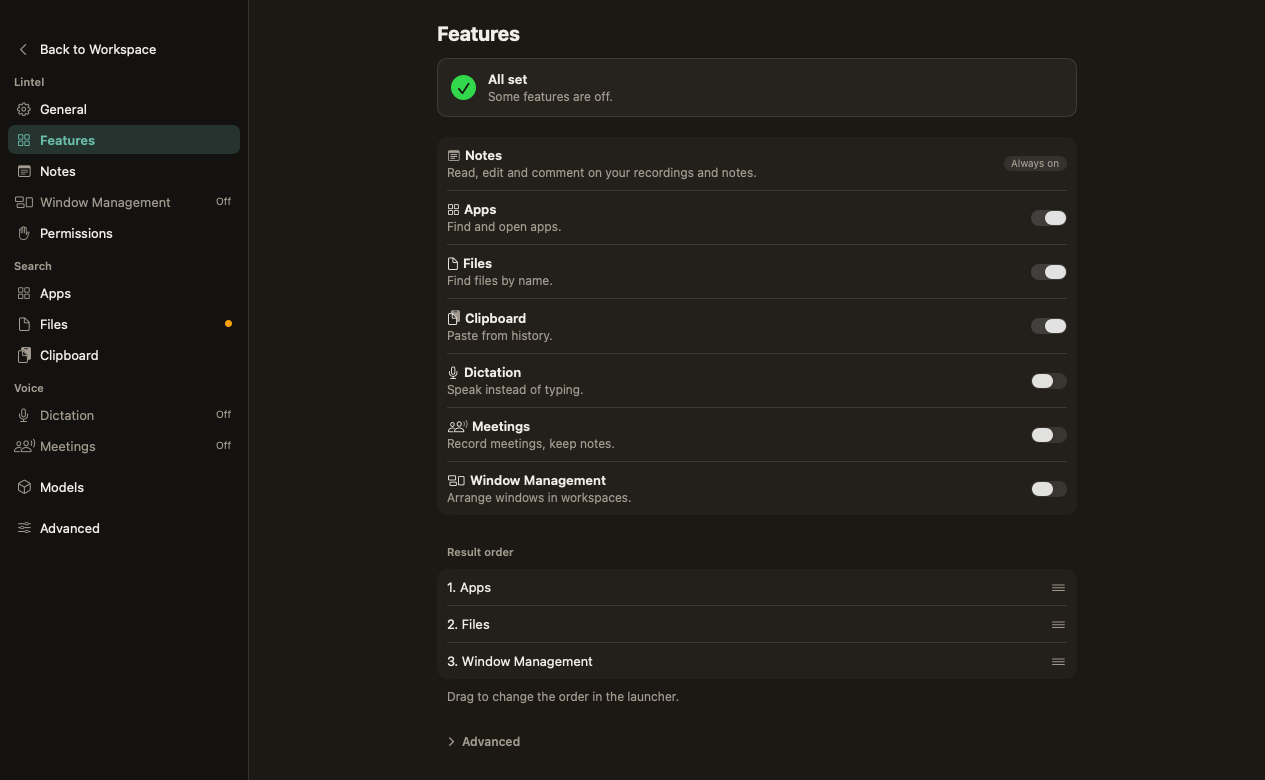 Back to Workspace
Lintel
General
Features
Notes
Window Management Off
Permissions
Search
Apps
Files
Clipboard
Voice
Dictation Off
Meetings Off
Models
Advanced
Features
All set
Some features are off.
Notes
Read, edit and comment on your recordings and notes.
Always on
Apps
Find and open apps.
Files
Find files by name.
Clipboard
Paste from history.
Dictation
Speak instead of typing.
Meetings
Record meetings, keep notes.
Window Management
Arrange windows in workspaces.
Result order
1. Apps
2. Files
3. Window Management
Drag to change the order in the launcher.
Advanced